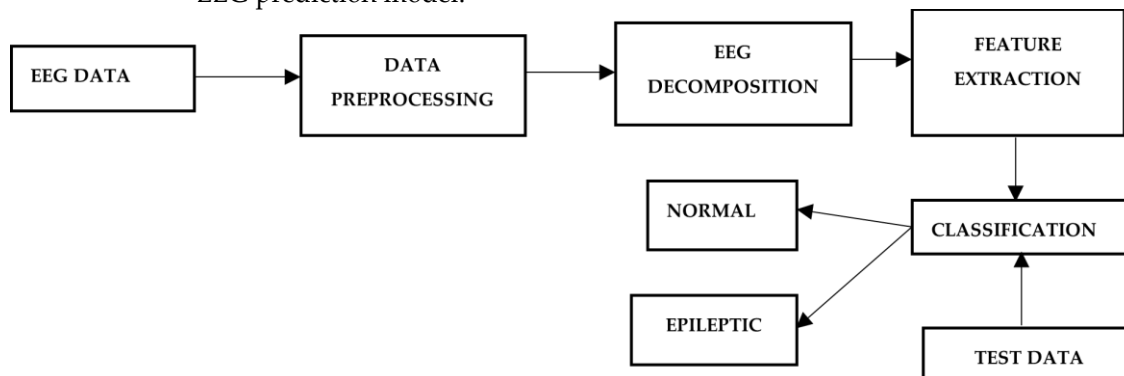 EEG prediction model.
EEG DATA
DATA
PREPROCESSING
EEG
DECOMPOSITION
FEATURE
EXTRACTION
NORMAL
CLASSIFICATION
EPILEPTIC
TEST DATA